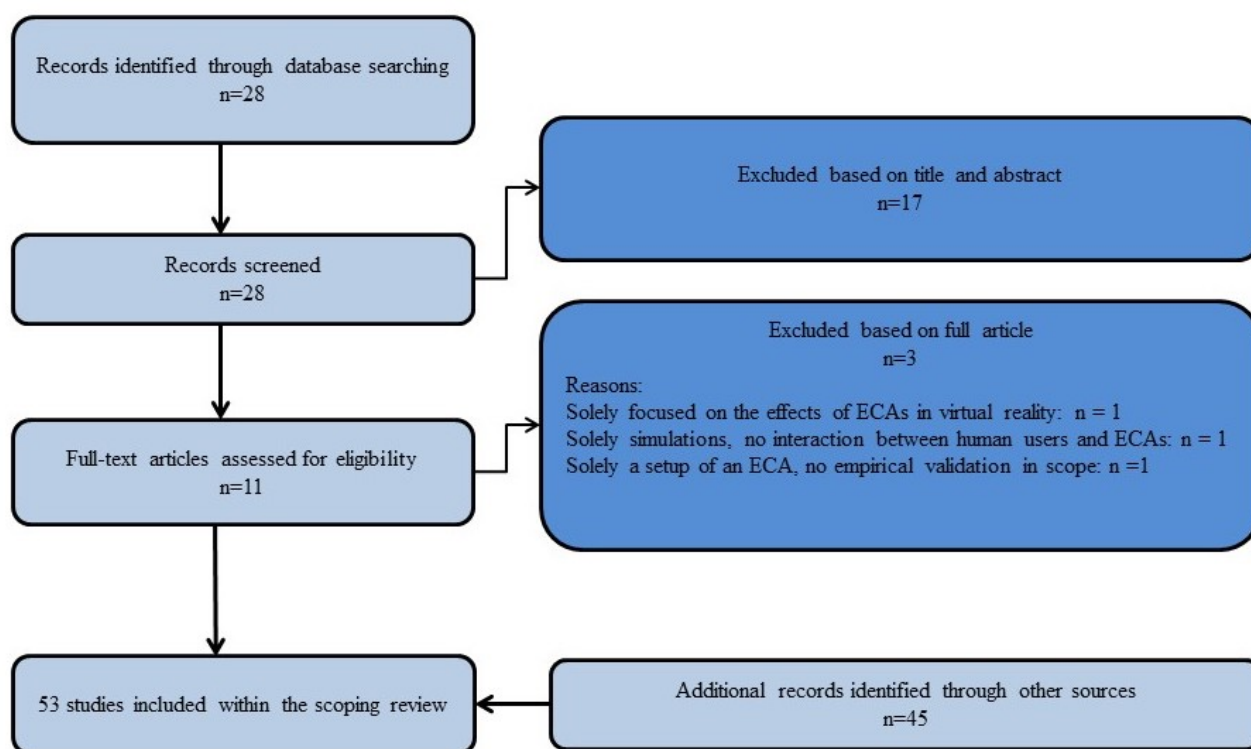 Records identified through database searching
n=28
Excluded based on title and abstract
n=17
Records screened
n=28
Excluded based on full article
n=3
Reasons:
Solely focused on the effects of ECAs in virtual reality: n = 1
Solely simulations, no interaction between human users and ECAs: n = 1
Solely a setup of an ECA, no empirical validation in scope: n =1
Full-text articles assessed for eligibility
n=11
53 studies included within the scoping review
Additional records identified through other sources
n=45